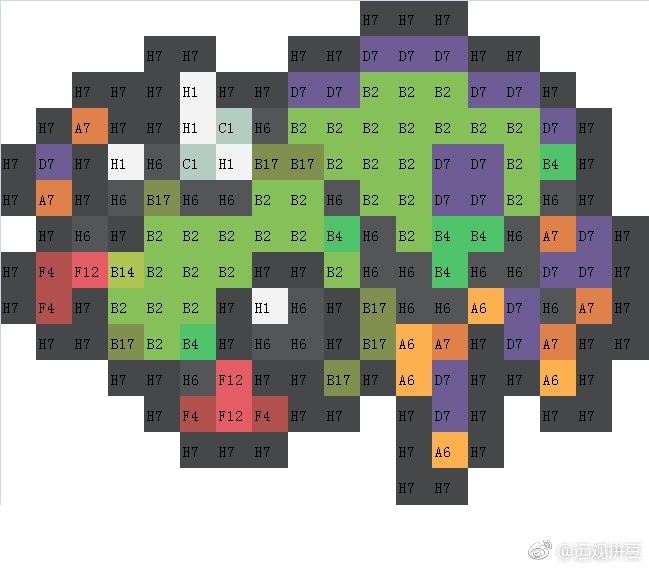 H7 H7 H7
H7 H7 H7 H7 D7 D7 D7 H7 H7
H7 H7 H7 H1 H7 H7 D7 D7 B2 B2 B2 D7 D7 H7
H7 A7 H7 H7 H1 C1 H6 B2 B2 B2 B2 B2 B2 B2 D7 H7
H7 D7 H7 H1 H6 C1 H1 B17 B17 B2 B2 B2 D7 D7 B2 B4 H7
H7 A7 H7 H6 B17 H6 H6 B2 B2 H6 B2 B2 D7 D7 B2 H6 H7
H7 H6 H7 B2 B2 B2 B2 B2 B4 H6 B2 B4 B4 H6 A7 D7 H7
H7 F4 F12 B14 B2 B2 B2 H7 H7 B2 H6 H6 B4 H6 H6 D7 D7 H7
H7 F4 H7 B2 B2 B2 H7 H1 H6 H7 B17 H6 H6 A6 D7 H6 A7 H7
H7 H7 B17 B2 B4 H7 H6 H6 H7 B17 A6 A7 H7 D7 A7 H7 H7
H7 H7 H6 F12 H7 H7 B17 H7 A6 D7 H7 H7 A6 H7
H7 F4 F12 F4 H7 H7 H7 D7 H7 H7 H7
H7 H7 H7 H7 A6 H7
H7 H7
@远观拼豆